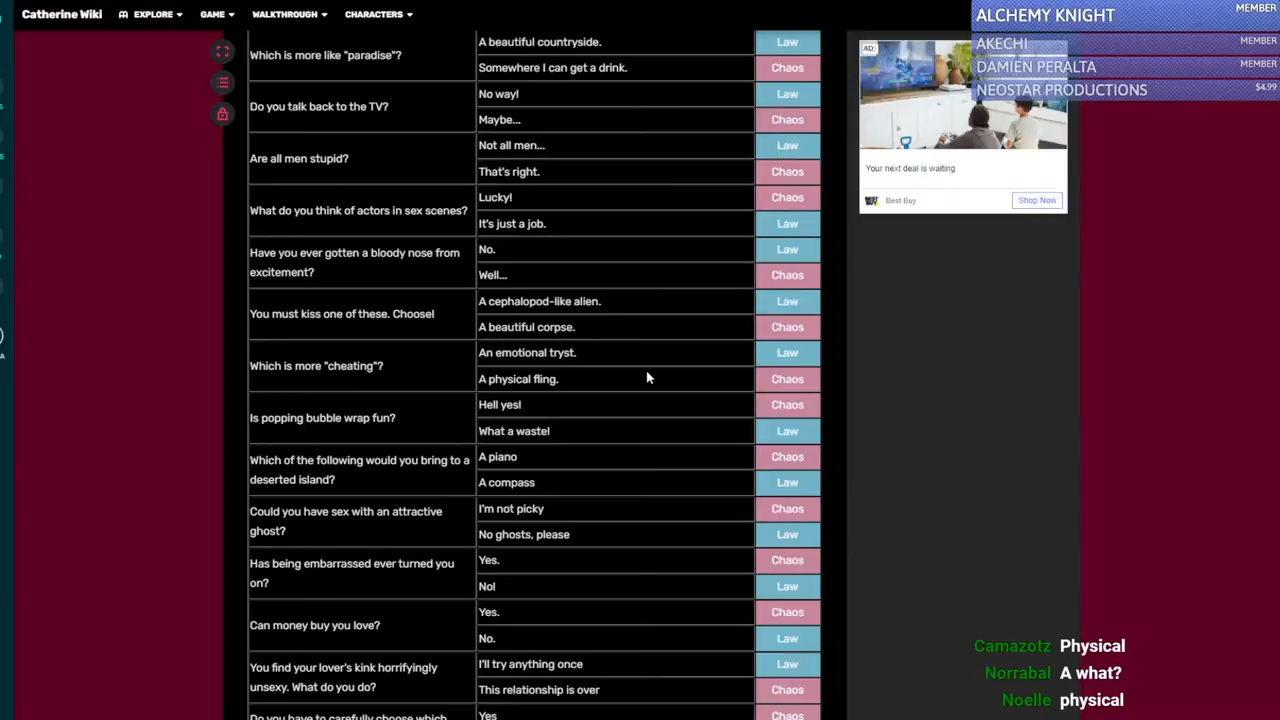 Catherine Wiki
EXPLORE
GAME
WALKTHROUGH
CHARACTERS
ALCHEMY KNIGHT
MEMBER
AKECHI
MEMBER
DAMIEN PERALTA
MEMBER
NEOSTAR PRODUCTIONS
$4.99
Which is more like "paradise"?
A beautiful countryside.
Law
Somewhere I can get a drink.
Chaos
Do you talk back to the TV?
No way!
Law
Maybe...
Chaos
Are all men stupid?
Not all men...
Law
That's right.
Chaos
What do you think of actors in sex scenes?
Lucky!
Chaos
It's just a job.
Law
Have you ever gotten a bloody nose from
excitement?
No.
Law
Well...
Chaos
You must kiss one of these. Choose!
A cephalopod-like alien.
Law
A beautiful corpse.
Chaos
Which is more "cheating"?
An emotional tryst.
Law
A physical fling.
Chaos
Is popping bubble wrap fun?
Hell yes!
Chaos
What a waste!
Law
Which of the following would you bring to a
deserted island?
A piano
Chaos
A compass
Law
Could you have sex with an attractive
ghost?
I'm not picky
Chaos
No ghosts, please
Law
Has being embarrassed ever turned you
on?
Yes.
Chaos
No!
Law
Can money buy you love?
Yes.
Chaos
No.
Law
You find your lover's kink horrifyingly
unsexy. What do you do?
I'll try anything once
Law
This relationship is over
Chaos
Do you have to carefully choose which
Yes
Chaos
AD
Your next deal is waiting
Best Buy
Shop Now
Camazotz Physical
Norrabal A what?
Noelle physical